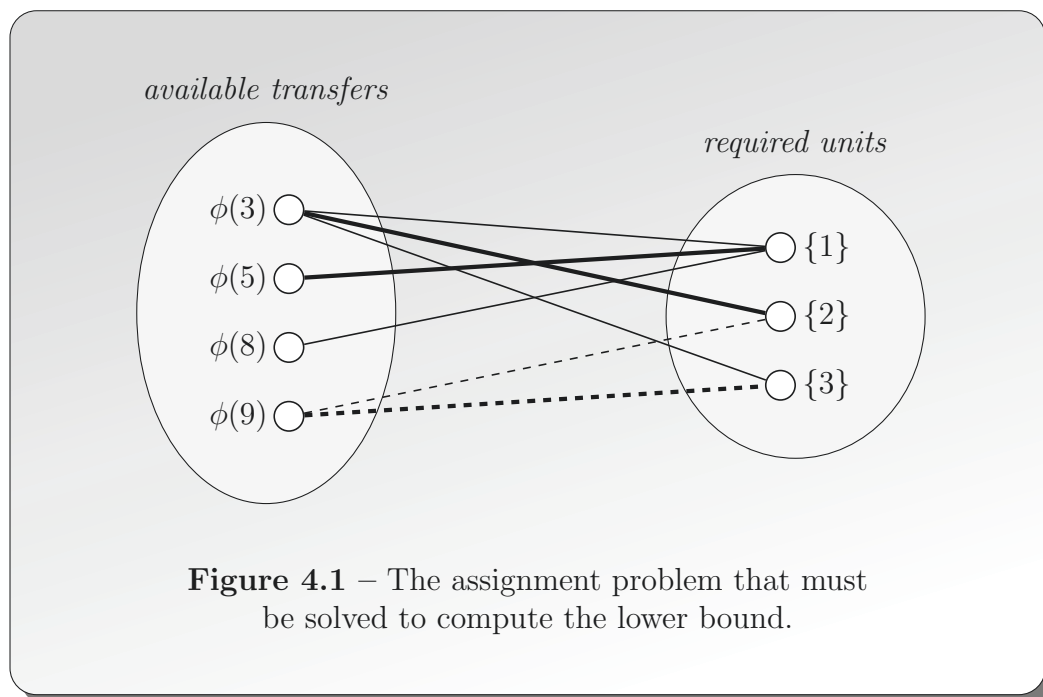 available transfers
required units
ϕ(3)
{1}
ϕ(5)
{2}
ϕ(8)
{3}
ϕ(9)
Figure 4.1 – The assignment problem that must
be solved to compute the lower bound.